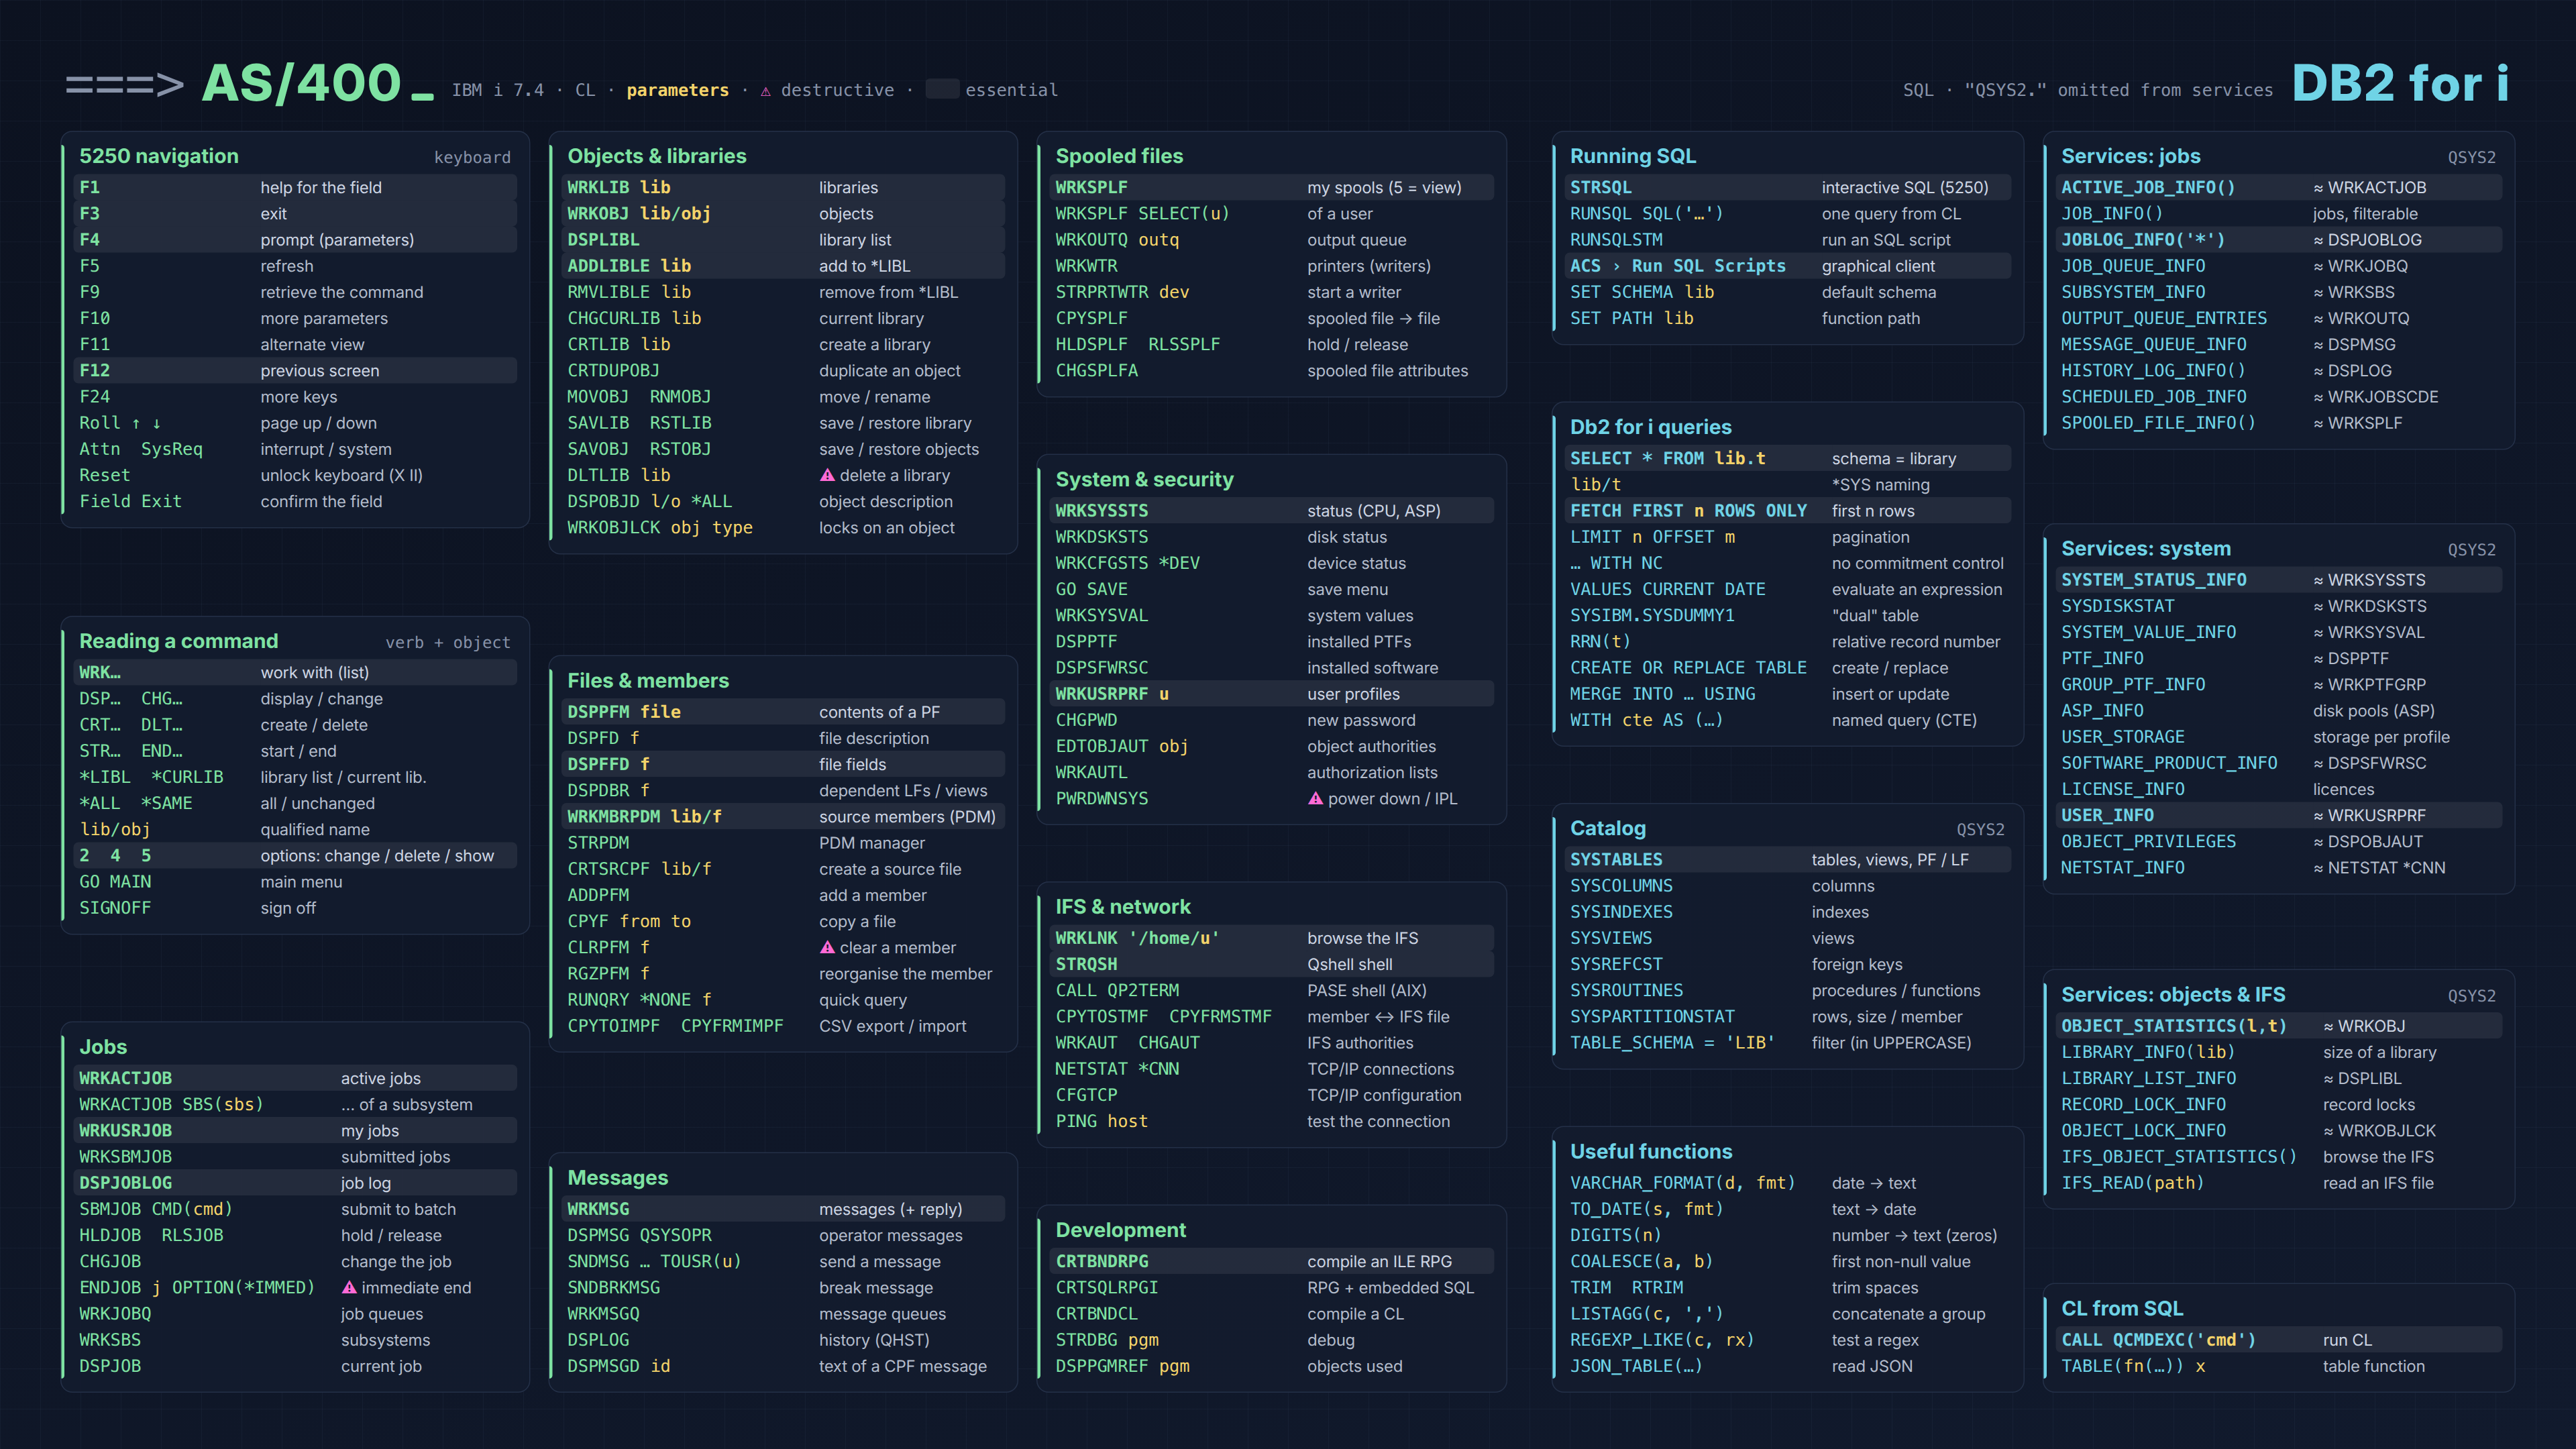 ===> AS/400_ IBM i 7.4 · CL · parameters · ⚠ destructive · essential
SQL · "QSYS2." omitted from services DB2 for i
5250 navigation keyboard
F1 help for the field
F3 exit
F4 prompt (parameters)
F5 refresh
F9 retrieve the command
F10 more parameters
F11 alternate view
F12 previous screen
F24 more keys
Roll ↑ ↓ page up / down
Attn SysReq interrupt / system
Reset unlock keyboard (X II)
Field Exit confirm the field
Reading a command verb + object
WRK… work with (list)
DSP… CHG… display / change
CRT… DLT… create / delete
STR… END… start / end
*LIBL *CURLIB library list / current lib.
*ALL *SAME all / unchanged
lib/obj qualified name
2 4 5 options: change / delete / show
GO MAIN main menu
SIGNOFF sign off
Jobs
WRKACTJOB active jobs
WRKACTJOB SBS(sbs) … of a subsystem
WRKUSRJOB my jobs
WRKSBMJOB submitted jobs
DSPJOBLOG job log
SBMJOB CMD(cmd) submit to batch
HLDJOB RLSJOB hold / release
CHGJOB change the job
ENDJOB j OPTION(*IMMED) ⚠ immediate end
WRKJOBQ job queues
WRKSBS subsystems
DSPJOB current job
Objects & libraries
WRKLIB lib libraries
WRKOBJ lib/obj objects
DSPLIBL library list
ADDLIBLE lib add to *LIBL
RMVLIBLE lib remove from *LIBL
CHGCURLIB lib current library
CRTLIB lib create a library
CRTDUPOBJ duplicate an object
MOVOBJ RNMOBJ move / rename
SAVLIB RSTLIB save / restore library
SAVOBJ RSTOBJ save / restore objects
DLTLIB lib ⚠ delete a library
DSPOBJD l/o *ALL object description
WRKOBJLCK obj type locks on an object
Files & members
DSPPFM file contents of a PF
DSPFD f file description
DSPFFD f file fields
DSPDBR f dependent LFs / views
WRKMBRPDM lib/f source members (PDM)
STRPDM PDM manager
CRTSRCPF lib/f create a source file
ADDPFM add a member
CPYF from to copy a file
CLRPFM f ⚠ clear a member
RGZPFM f reorganise the member
RUNQRY *NONE f quick query
CPYTOIMPF CPYFRMIMPF CSV export / import
Messages
WRKMSG messages (+ reply)
DSPMSG QSYSOPR operator messages
SNDMSG … TOUSR(u) send a message
SNDBRKMSG break message
WRKMSGQ message queues
DSPLOG history (QHST)
DSPMSGD id text of a CPF message
Spooled files
WRKSPLF my spools (5 = view)
WRKSPLF SELECT(u) of a user
WRKOUTQ outq output queue
WRKWTR printers (writers)
STRPRTWTR dev start a writer
CPYSPLF spooled file → file
HLDSPLF RLSSPLF hold / release
CHGSPLFA spooled file attributes
System & security
WRKSYSSTS status (CPU, ASP)
WRKDSKSTS disk status
WRKCFGSTS *DEV device status
GO SAVE save menu
WRKSYSVAL system values
DSPPTF installed PTFs
DSPSFWRSC installed software
WRKUSRPRF u user profiles
CHGPWD new password
EDTOBJAUT obj object authorities
WRKAUTL authorization lists
PWRDWNSYS ⚠ power down / IPL
IFS & network
WRKLNK '/home/u' browse the IFS
STRQSH Qshell shell
CALL QP2TERM PASE shell (AIX)
CPYTOSTMF CPYFRMSTMF member ↔ IFS file
WRKAUT CHGAUT IFS authorities
NETSTAT *CNN TCP/IP connections
CFGTCP TCP/IP configuration
PING host test the connection
Development
CRTBNDRPG compile an ILE RPG
CRTSQLRPGI RPG + embedded SQL
CRTBNDCL compile a CL
STRDBG pgm debug
DSPPGMREF pgm objects used
Running SQL
STRSQL interactive SQL (5250)
RUNSQL SQL('…') one query from CL
RUNSQLSTM run an SQL script
ACS › Run SQL Scripts graphical client
SET SCHEMA lib default schema
SET PATH lib function path
Db2 for i queries
SELECT * FROM lib.t schema = library
lib/t *SYS naming
FETCH FIRST n ROWS ONLY first n rows
LIMIT n OFFSET m pagination
… WITH NC no commitment control
VALUES CURRENT DATE evaluate an expression
SYSIBM.SYSDUMMY1 "dual" table
RRN(t) relative record number
CREATE OR REPLACE TABLE create / replace
MERGE INTO … USING insert or update
WITH cte AS (…) named query (CTE)
Catalog QSYS2
SYSTABLES tables, views, PF / LF
SYSCOLUMNS columns
SYSINDEXES indexes
SYSVIEWS views
SYSREFCST foreign keys
SYSROUTINES procedures / functions
SYSPARTITIONSTAT rows, size / member
TABLE_SCHEMA = 'LIB' filter (in UPPERCASE)
Useful functions
VARCHAR_FORMAT(d, fmt) date → text
TO_DATE(s, fmt) text → date
DIGITS(n) number → text (zeros)
COALESCE(a, b) first non-null value
TRIM RTRIM trim spaces
LISTAGG(c, ',') concatenate a group
REGEXP_LIKE(c, rx) test a regex
JSON_TABLE(…) read JSON
Services: jobs QSYS2
ACTIVE_JOB_INFO() ≈ WRKACTJOB
JOB_INFO() jobs, filterable
JOBLOG_INFO('*') ≈ DSPJOBLOG
JOB_QUEUE_INFO ≈ WRKJOBQ
SUBSYSTEM_INFO ≈ WRKSBS
OUTPUT_QUEUE_ENTRIES ≈ WRKOUTQ
MESSAGE_QUEUE_INFO ≈ DSPMSG
HISTORY_LOG_INFO() ≈ DSPLOG
SCHEDULED_JOB_INFO ≈ WRKJOBSCDE
SPOOLED_FILE_INFO() ≈ WRKSPLF
Services: system QSYS2
SYSTEM_STATUS_INFO ≈ WRKSYSSTS
SYSDISKSTAT ≈ WRKDSKSTS
SYSTEM_VALUE_INFO ≈ WRKSYSVAL
PTF_INFO ≈ DSPPTF
GROUP_PTF_INFO ≈ WRKPTFGRP
ASP_INFO disk pools (ASP)
USER_STORAGE storage per profile
SOFTWARE_PRODUCT_INFO ≈ DSPSFWRSC
LICENSE_INFO licences
USER_INFO ≈ WRKUSRPRF
OBJECT_PRIVILEGES ≈ DSPOBJAUT
NETSTAT_INFO ≈ NETSTAT *CNN
Services: objects & IFS QSYS2
OBJECT_STATISTICS(l,t) ≈ WRKOBJ
LIBRARY_INFO(lib) size of a library
LIBRARY_LIST_INFO ≈ DSPLIBL
RECORD_LOCK_INFO record locks
OBJECT_LOCK_INFO ≈ WRKOBJLCK
IFS_OBJECT_STATISTICS() browse the IFS
IFS_READ(path) read an IFS file
CL from SQL
CALL QCMDEXC('cmd') run CL
TABLE(fn(…)) x table function